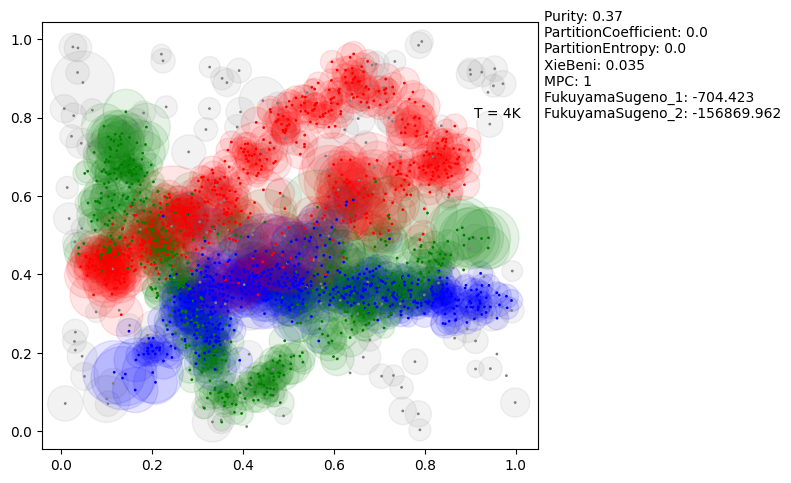 Purity: 0.37
PartitionCoefficient: 0.0
PartitionEntropy: 0.0
XieBeni: 0.035
MPC: 1
FukuyamaSugeno_1: -704.423
FukuyamaSugeno_2: -156869.962
T = 4K
1.0
0.8
0.6
0.4
0.2
0.0
0.0 0.2 0.4 0.6 0.8 1.0